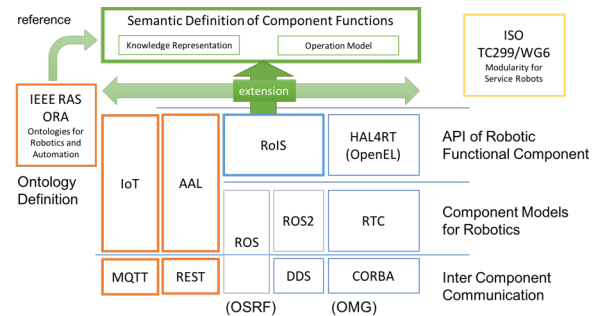 reference
Semantic Definition of Component Functions
Knowledge Representation
Operation Model
ISO
TC299/WG6
Modularity for
Service Robots
extension
IEEE RAS
ORA
Ontologies for
Robotics and
Automation
Ontology
Definition
IoT
AAL
RoIS
HAL4RT
(OpenEL)
API of Robotic
Functional Component
ROS
ROS2
RTC
Component Models
for Robotics
MQTT
REST
DDS
CORBA
Inter Component
Communication
(OSRF)
(OMG)